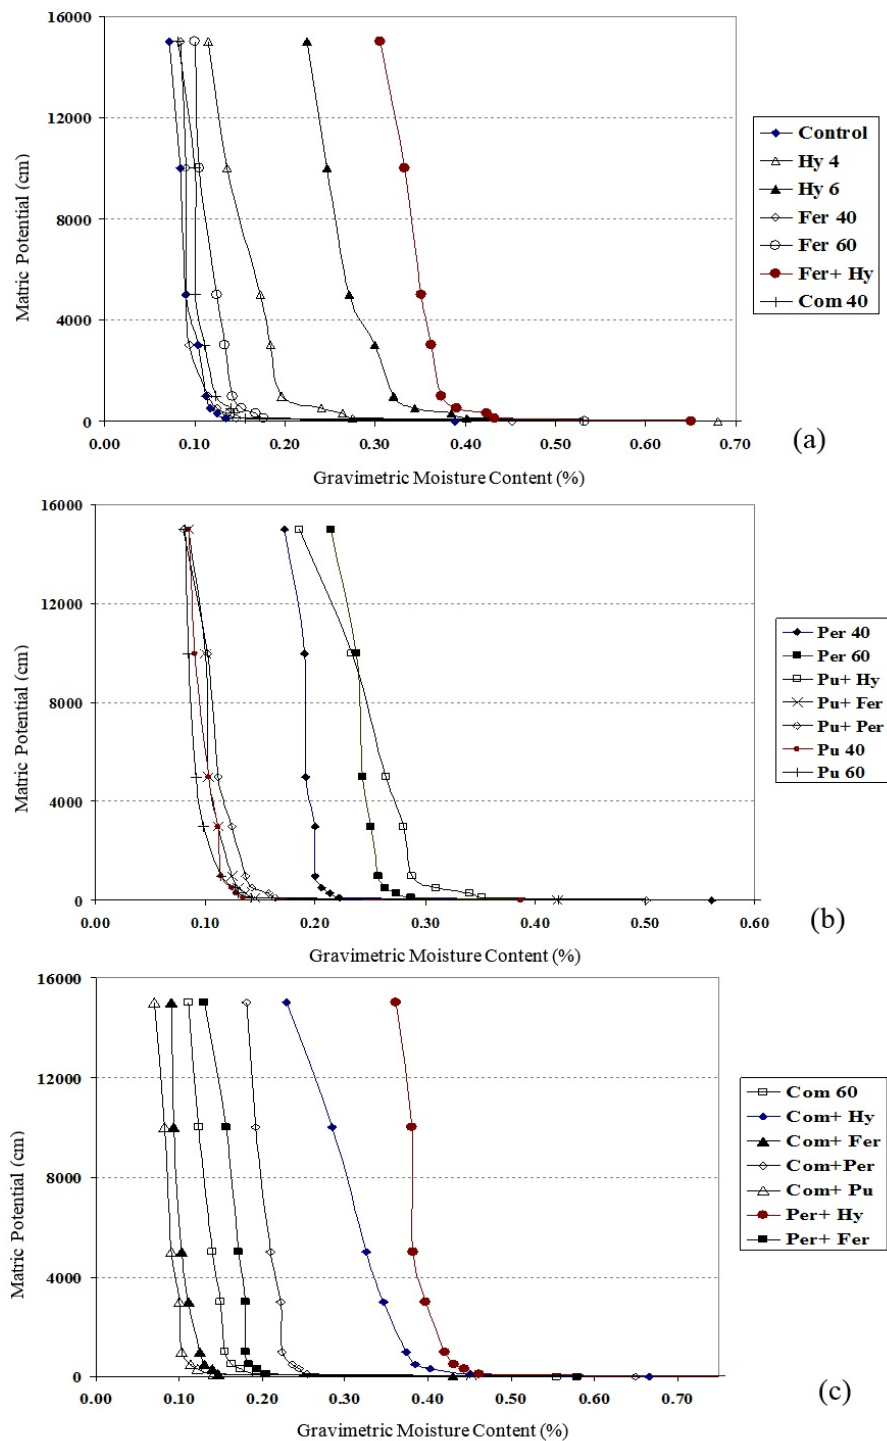 16000
12000
8000
4000
0
Matric Potential (cm)
0.00 0.10 0.20 0.30 0.40 0.50 0.60 0.70
Gravimetric Moisture Content (%)
Control
Hy 4
Hy 6
Fer 40
Fer 60
Fer+ Hy
Com 40
(a)
16000
12000
8000
4000
0
Matric Potential (cm)
0.00 0.10 0.20 0.30 0.40 0.50 0.60
Gravimetric Moisture Content (%)
Per 40
Per 60
Pu+ Hy
Pu+ Fer
Pu+ Per
Pu 40
Pu 60
(b)
16000
12000
8000
4000
0
Matric Potential (cm)
0.00 0.10 0.20 0.30 0.40 0.50 0.60 0.70
Gravimetric Moisture Content (%)
Com 60
Com+ Hy
Com+ Fer
Com+Per
Com+ Pu
Per+ Hy
Per+ Fer
(c)